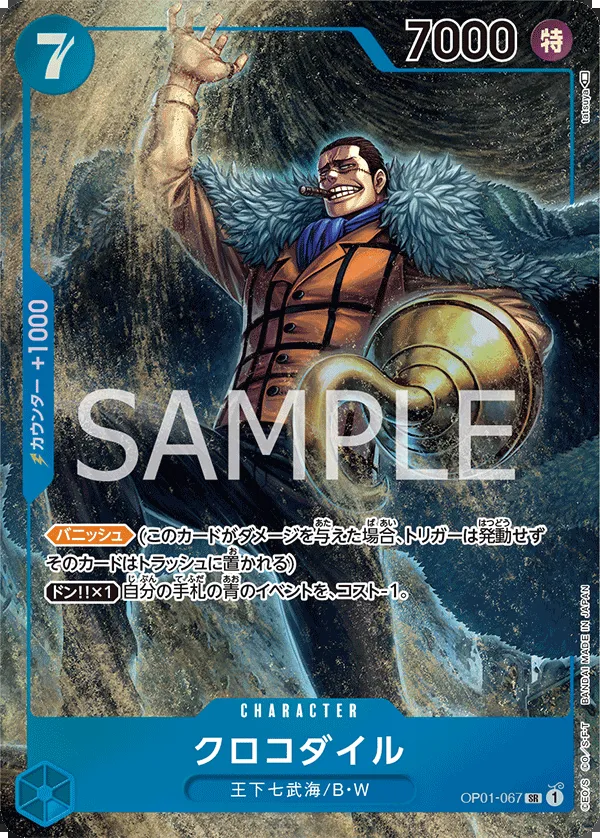 7
7000 特
tatsuya
カウンター +1000
SAMPLE
バニッシュ (このカードがダメージを与えた場合、トリガーは発動せず
そのカードはトラッシュに置かれる)
ドン!!×1 自分の手札の青のイベントを、コスト-1。
CHARACTER
クロコダイル
王下七武海/B・W
OP01-067 SR 1
©EO/S ©O/S・F・T BANDAI MADE IN JAPAN